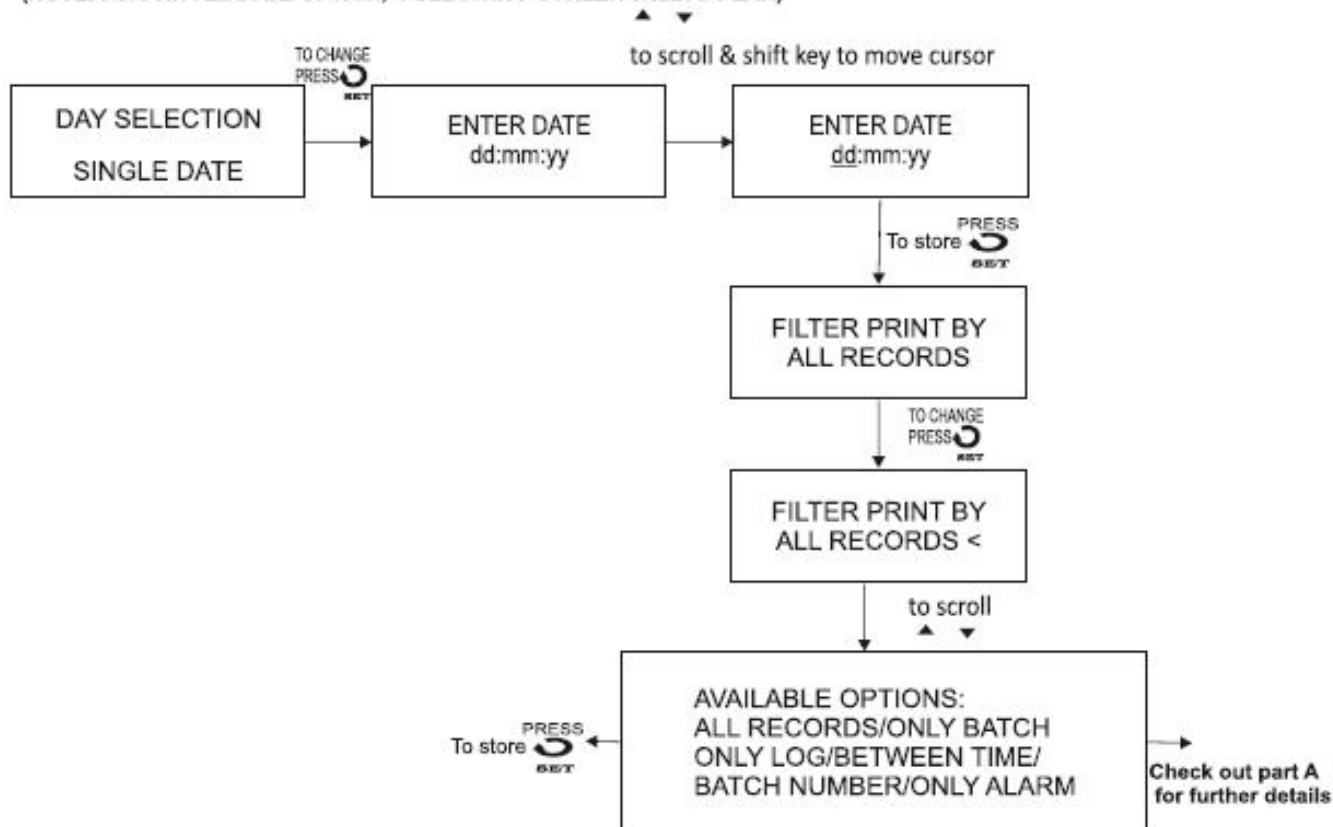 to scroll & shift key to move cursor
TO CHANGE
PRESS
SET
DAY SELECTION
SINGLE DATE
ENTER DATE
dd:mm:yy
ENTER DATE
dd:mm:yy
PRESS
To store
SET
FILTER PRINT BY
ALL RECORDS
TO CHANGE
PRESS
SET
FILTER PRINT BY
ALL RECORDS <
to scroll
AVAILABLE OPTIONS:
ALL RECORDS/ONLY BATCH
ONLY LOG/BETWEEN TIME/
BATCH NUMBER/ONLY ALARM
PRESS
To store
SET
Check out part A
for further details